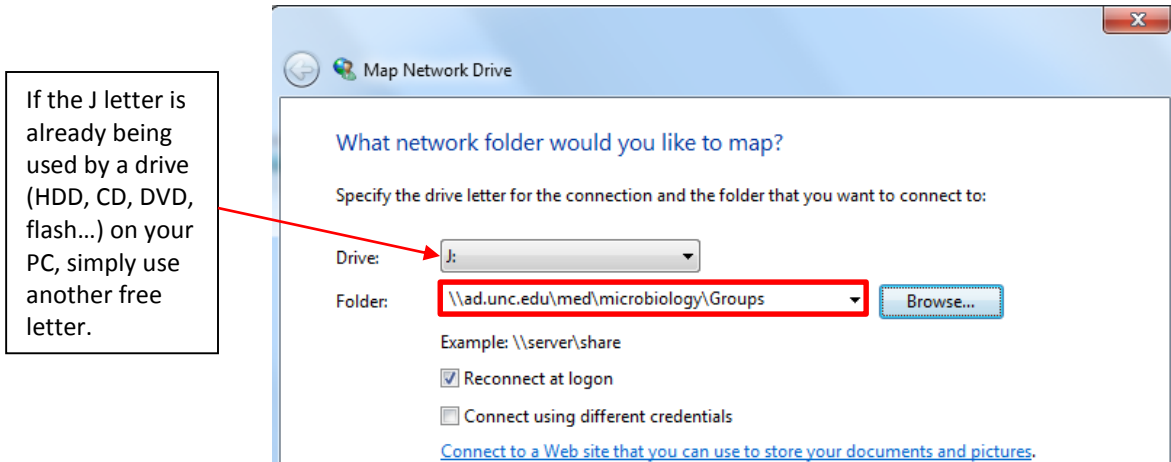 If the J letter is
already being
used by a drive
(HDD, CD, DVD,
flash…) on your
PC, simply use
another free
letter.
x
Map Network Drive
What network folder would you like to map?
Specify the drive letter for the connection and the folder that you want to connect to:
Drive: J:
Folder: \\ad.unc.edu\med\microbiology\Groups Browse...
Example: \\server\share
Reconnect at logon
Connect using different credentials
Connect to a Web site that you can use to store your documents and pictures.